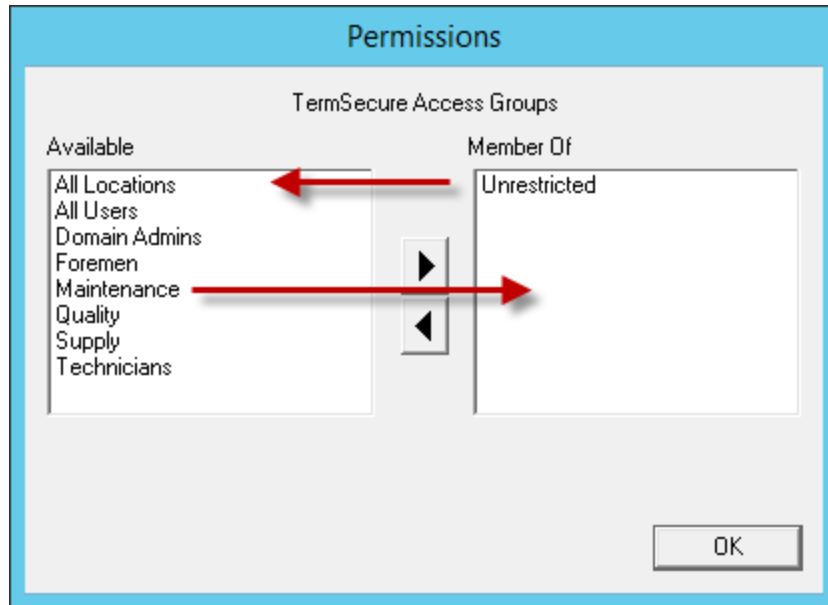 Permissions
TermSecure Access Groups
Available
Member Of
All Locations
All Users
Domain Admins
Foremen
Maintenance
Quality
Supply
Technicians
Unrestricted
OK